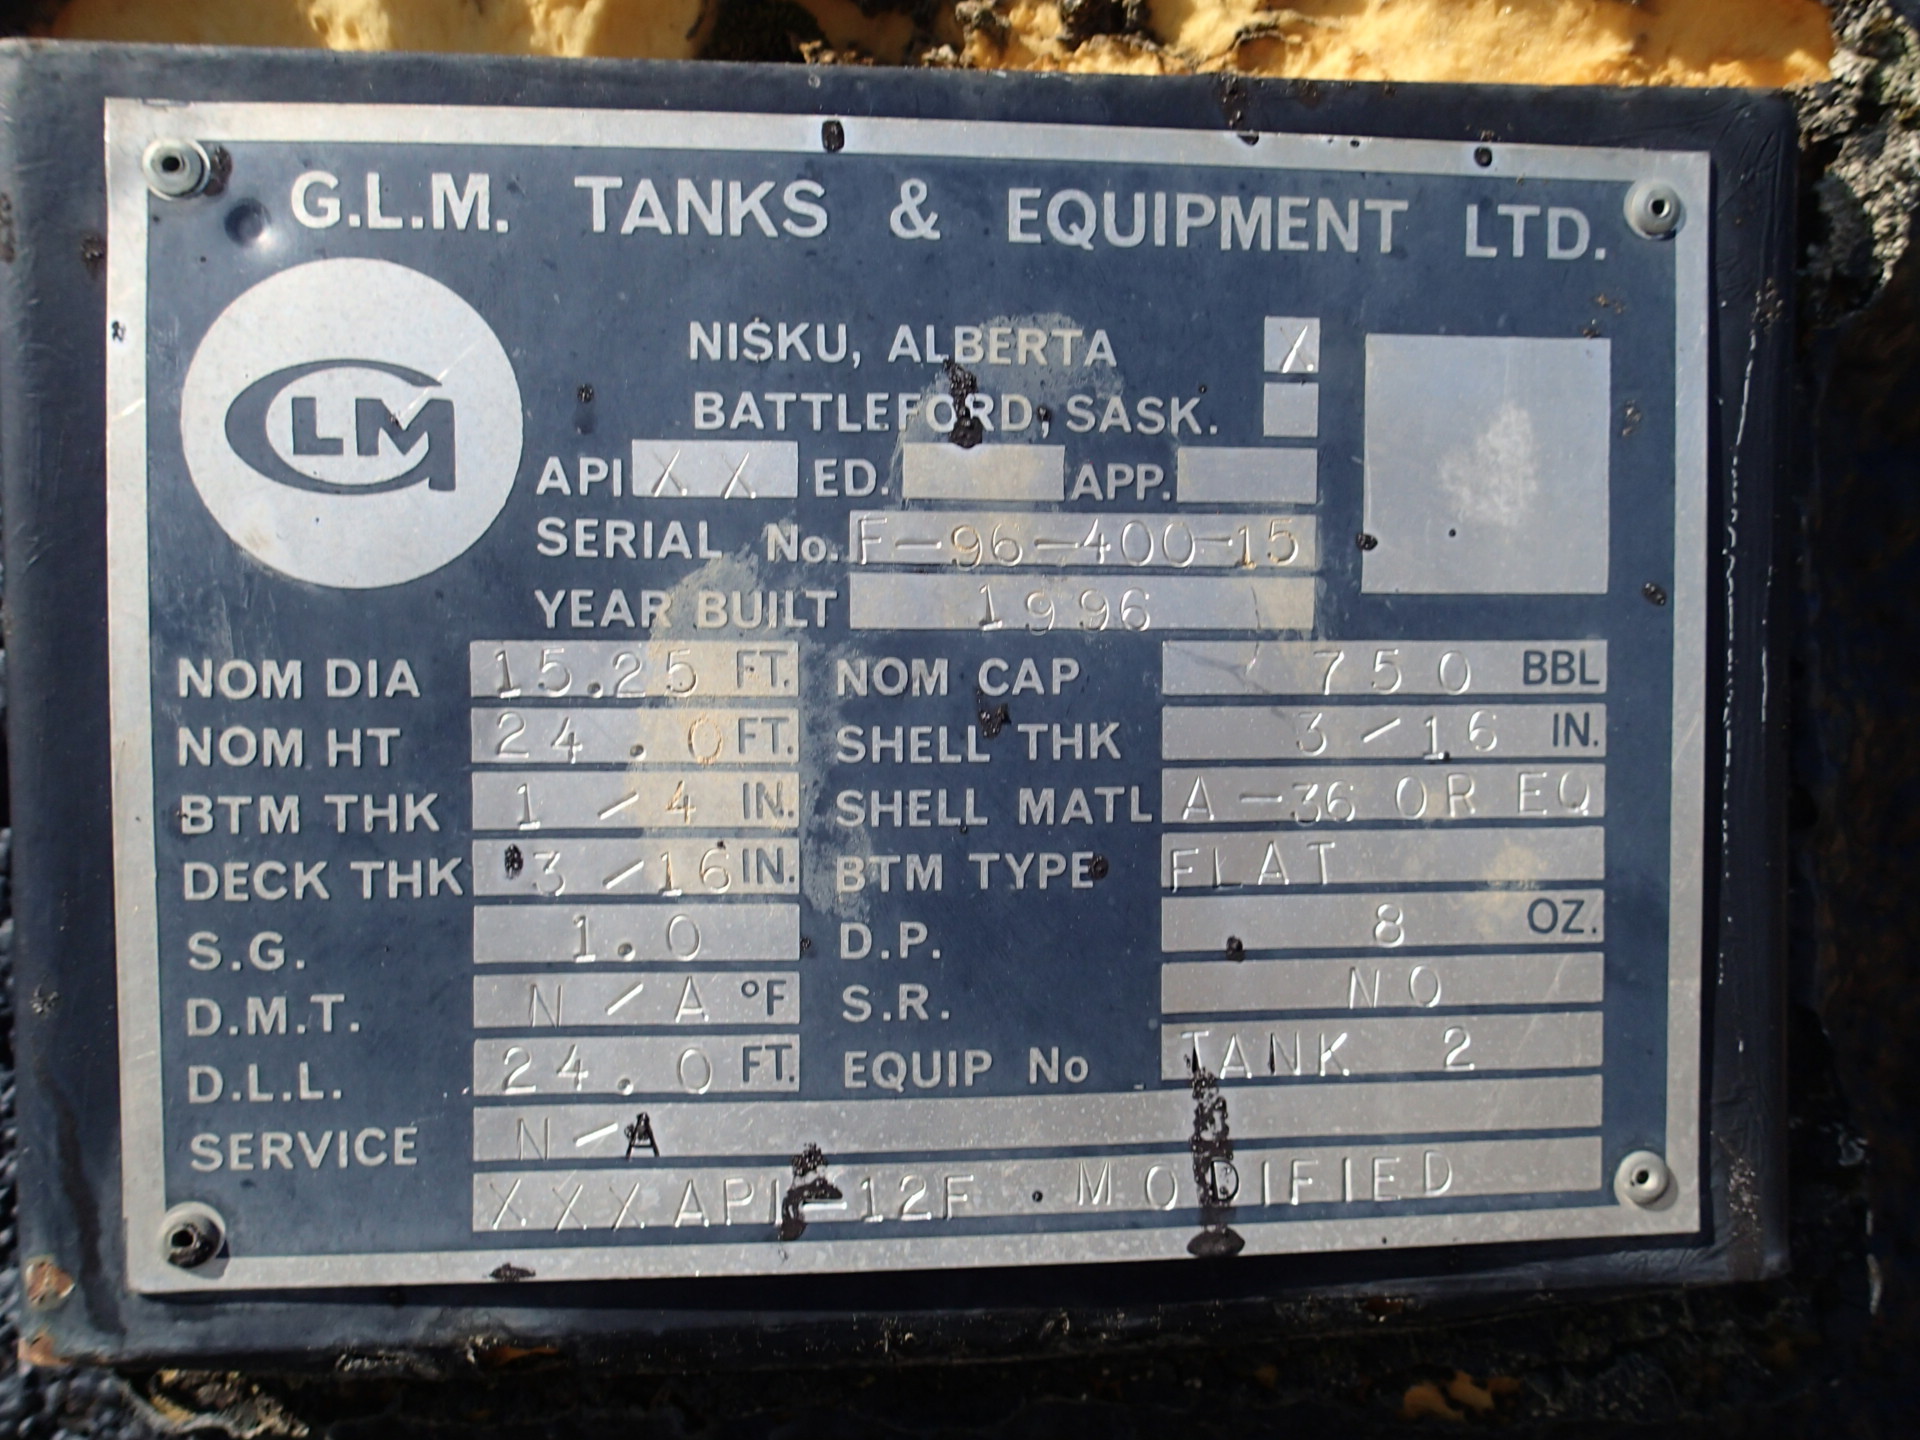 G.L.M. TANKS & EQUIPMENT LTD.
GLM
NISKU, ALBERTA X
BATTLEFORD, SASK.
API X X ED. APP.
SERIAL No. F-96-400-15
YEAR BUILT 1996
NOM DIA 15.25 FT. NOM CAP 750 BBL
NOM HT 24.0 FT. SHELL THK 3/16 IN.
BTM THK 1/4 IN. SHELL MATL A-36 OR EQ
DECK THK 3/16 IN. BTM TYPE FLAT
S.G. 1.0 D.P. 8 OZ.
D.M.T. N/A °F S.R. NO
D.L.L. 24.0 FT. EQUIP No TANK 2
SERVICE N-A
XXX API-12F. MODIFIED